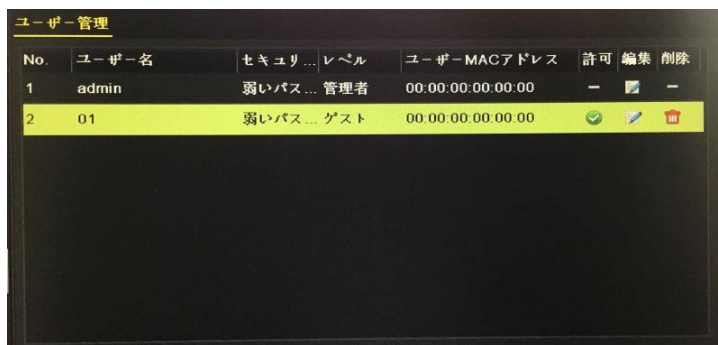 ユーザー管理
No. ユーザー名 セキュリ... レベル ユーザーMACアドレス 許可 編集 削除
1 admin 弱いパス... 管理者 00:00:00:00:00:00 – –
2 01 弱いパス... ゲスト 00:00:00:00:00:00